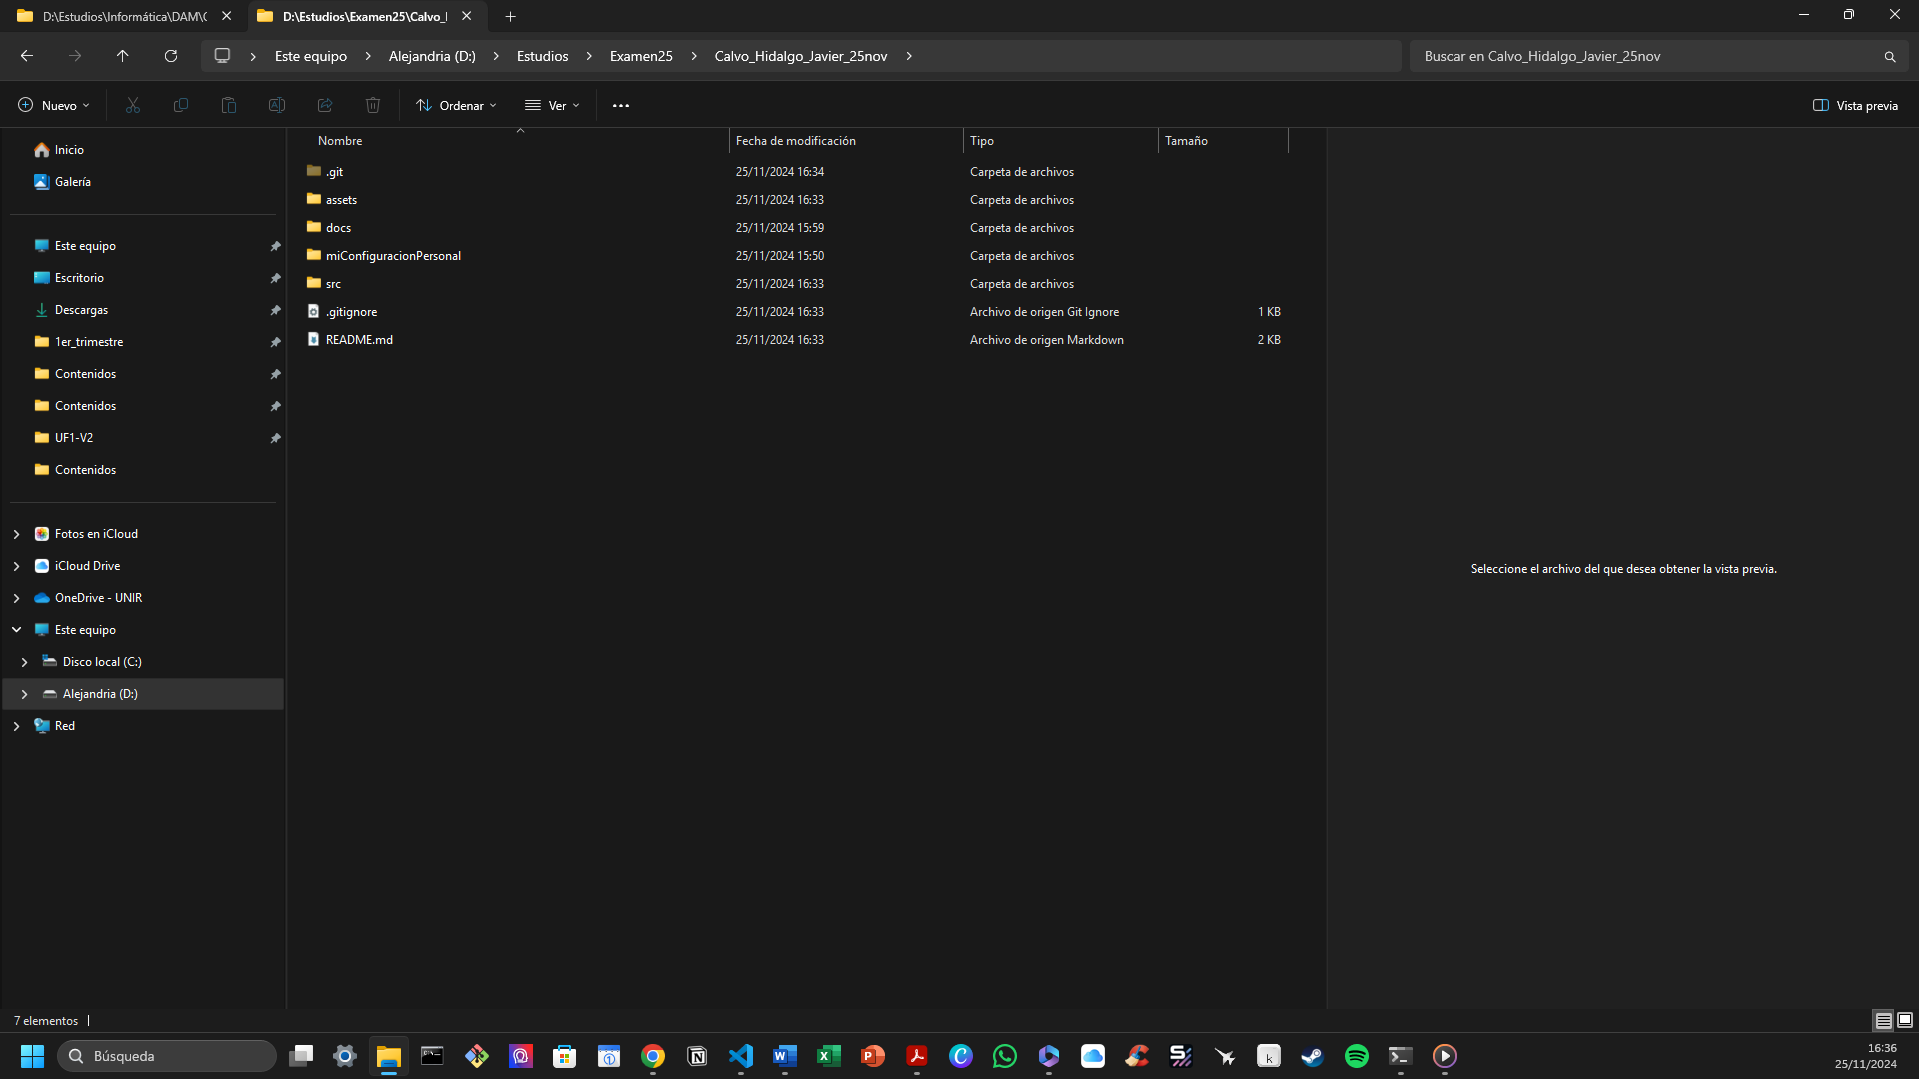 D:\Estudios\Informática\DAM\(
D:\Estudios\Examen25\Calvo_
Este equipo
Alejandria (D:)
Estudios
Examen25
Calvo_Hidalgo_Javier_25nov
Buscar en Calvo_Hidalgo_Javier_25nov
Nuevo
Ordenar
Ver
Vista previa
Inicio
Galería
Este equipo
Escritorio
Descargas
1er_trimestre
Contenidos
Contenidos
UF1-V2
Contenidos
Fotos en iCloud
iCloud Drive
OneDrive - UNIR
Este equipo
Disco local (C:)
Alejandria (D:)
Red
Nombre Fecha de modificación Tipo Tamaño
.git 25/11/2024 16:34 Carpeta de archivos
assets 25/11/2024 16:33 Carpeta de archivos
docs 25/11/2024 15:59 Carpeta de archivos
miConfiguracionPersonal 25/11/2024 15:50 Carpeta de archivos
src 25/11/2024 16:33 Carpeta de archivos
.gitignore 25/11/2024 16:33 Archivo de origen Git Ignore 1 KB
README.md 25/11/2024 16:33 Archivo de origen Markdown 2 KB
Seleccione el archivo del que desea obtener la vista previa.
7 elementos
Búsqueda
16:36
25/11/2024